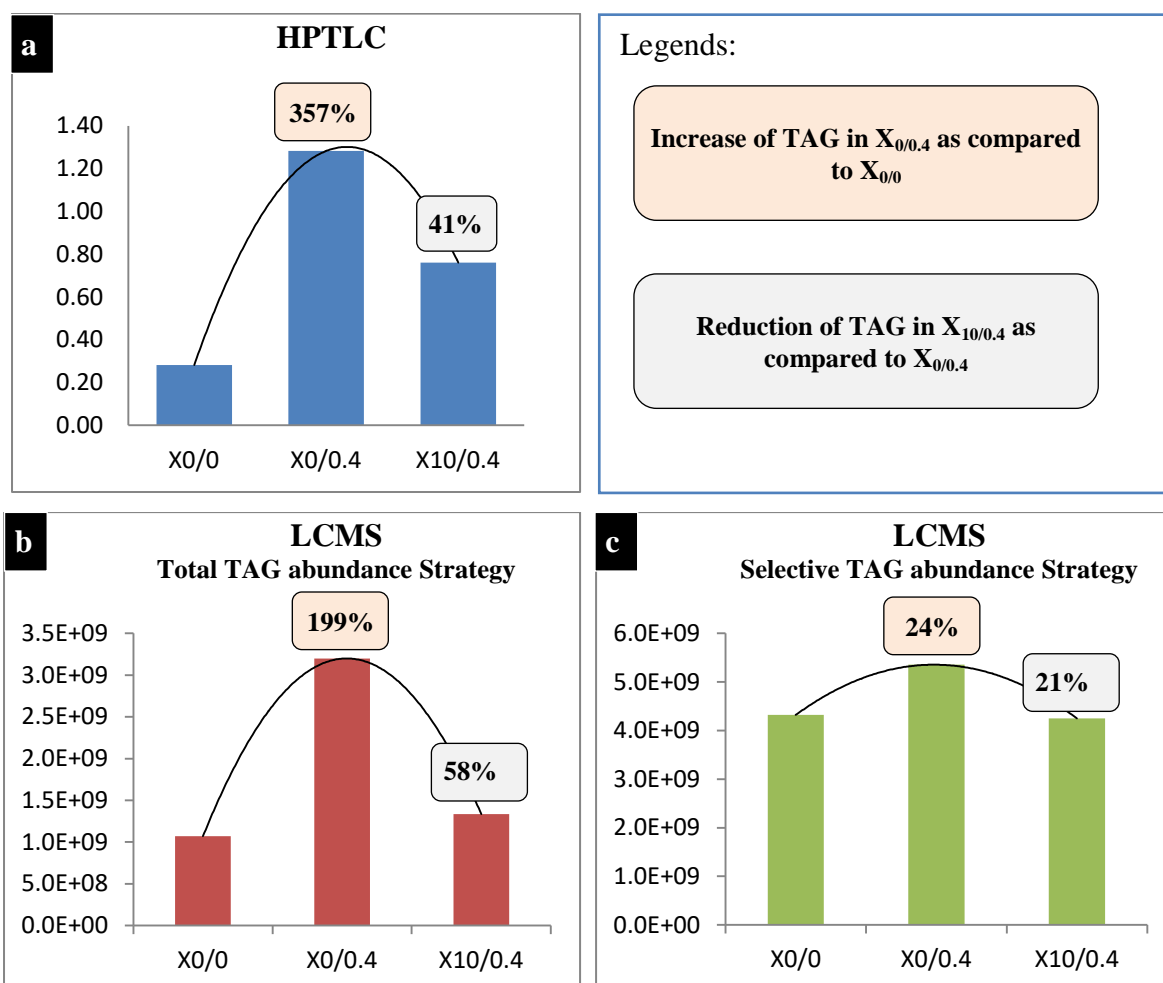 a
HPTLC
357%
41%
1.40
1.20
1.00
0.80
0.60
0.40
0.20
0.00
X0/0 X0/0.4 X10/0.4
Legends:
Increase of TAG in X0/0.4 as compared
to X0/0
Reduction of TAG in X10/0.4 as
compared to X0/0.4
b
LCMS
Total TAG abundance Strategy
199%
58%
3.5E+09
3.0E+09
2.5E+09
2.0E+09
1.5E+09
1.0E+09
5.0E+08
0.0E+00
X0/0 X0/0.4 X10/0.4
c
LCMS
Selective TAG abundance Strategy
24%
21%
6.0E+09
5.0E+09
4.0E+09
3.0E+09
2.0E+09
1.0E+09
0.0E+00
X0/0 X0/0.4 X10/0.4